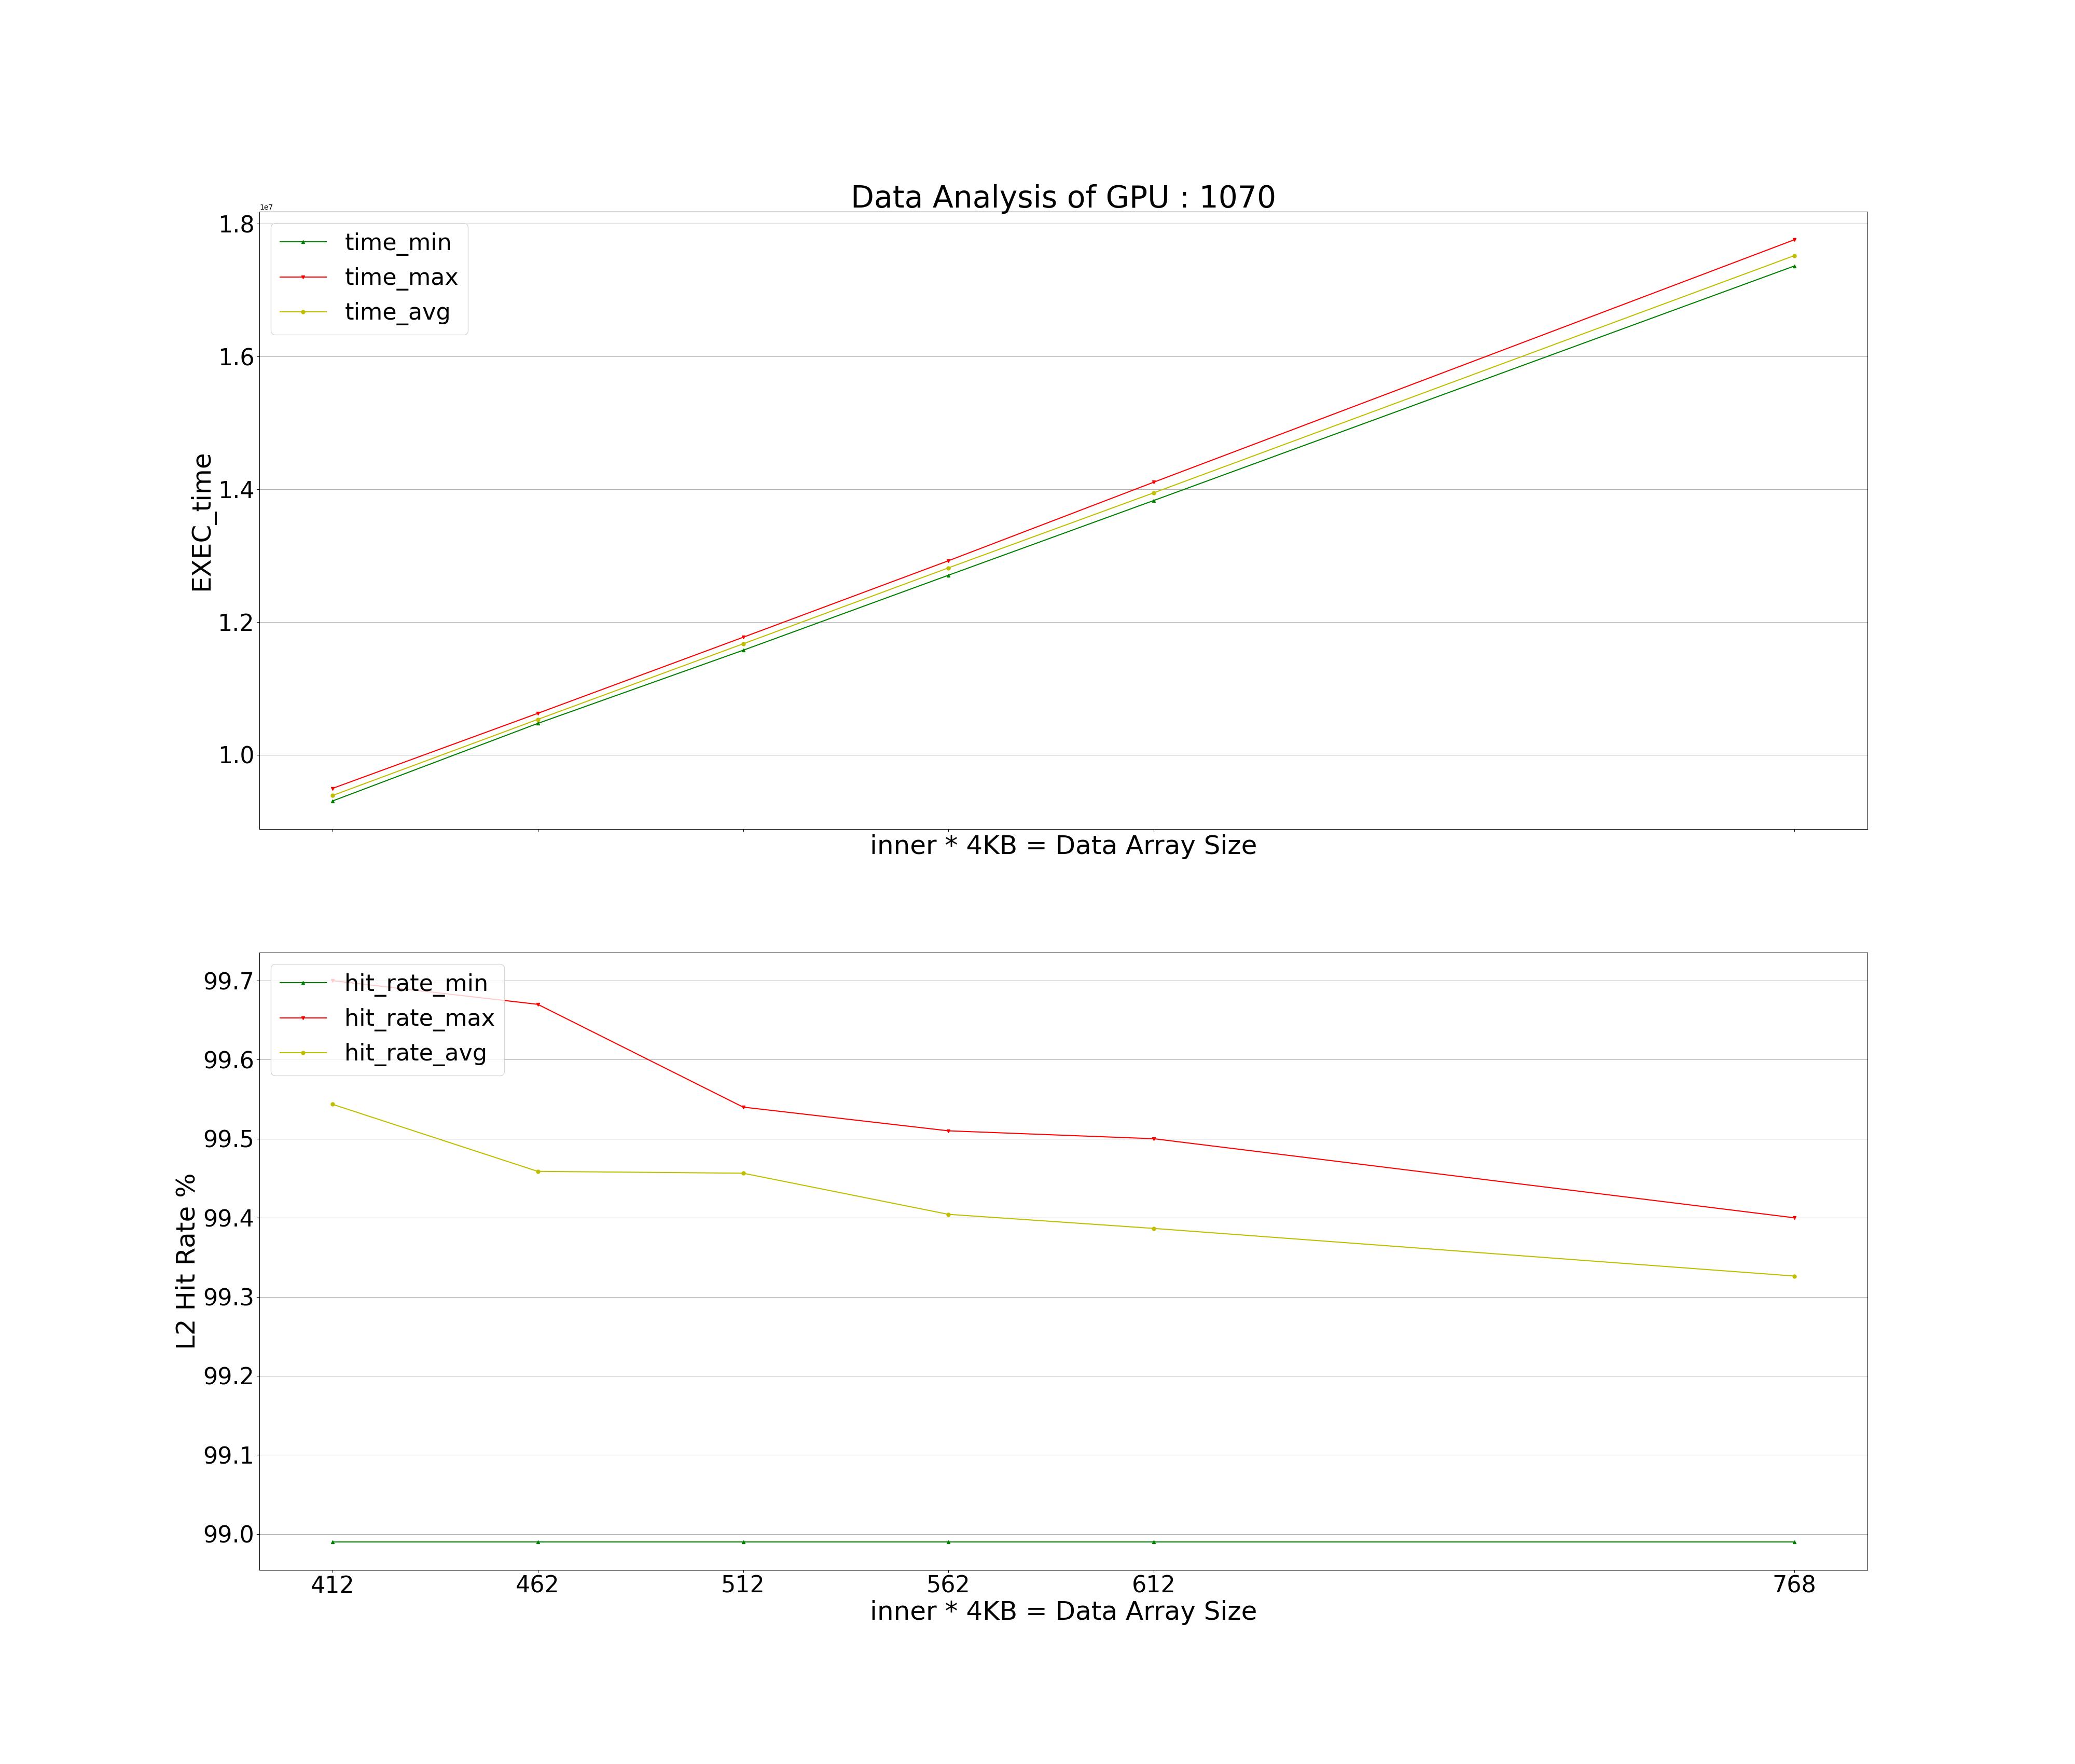 Data Analysis of GPU : 1070
1e7
1.8
1.6
1.4
1.2
1.0
EXEC_time
time_min
time_max
time_avg
inner * 4KB = Data Array Size
99.7
99.6
99.5
99.4
99.3
99.2
99.1
99.0
L2 Hit Rate %
hit_rate_min
hit_rate_max
hit_rate_avg
412 462 512 562 612 768
inner * 4KB = Data Array Size